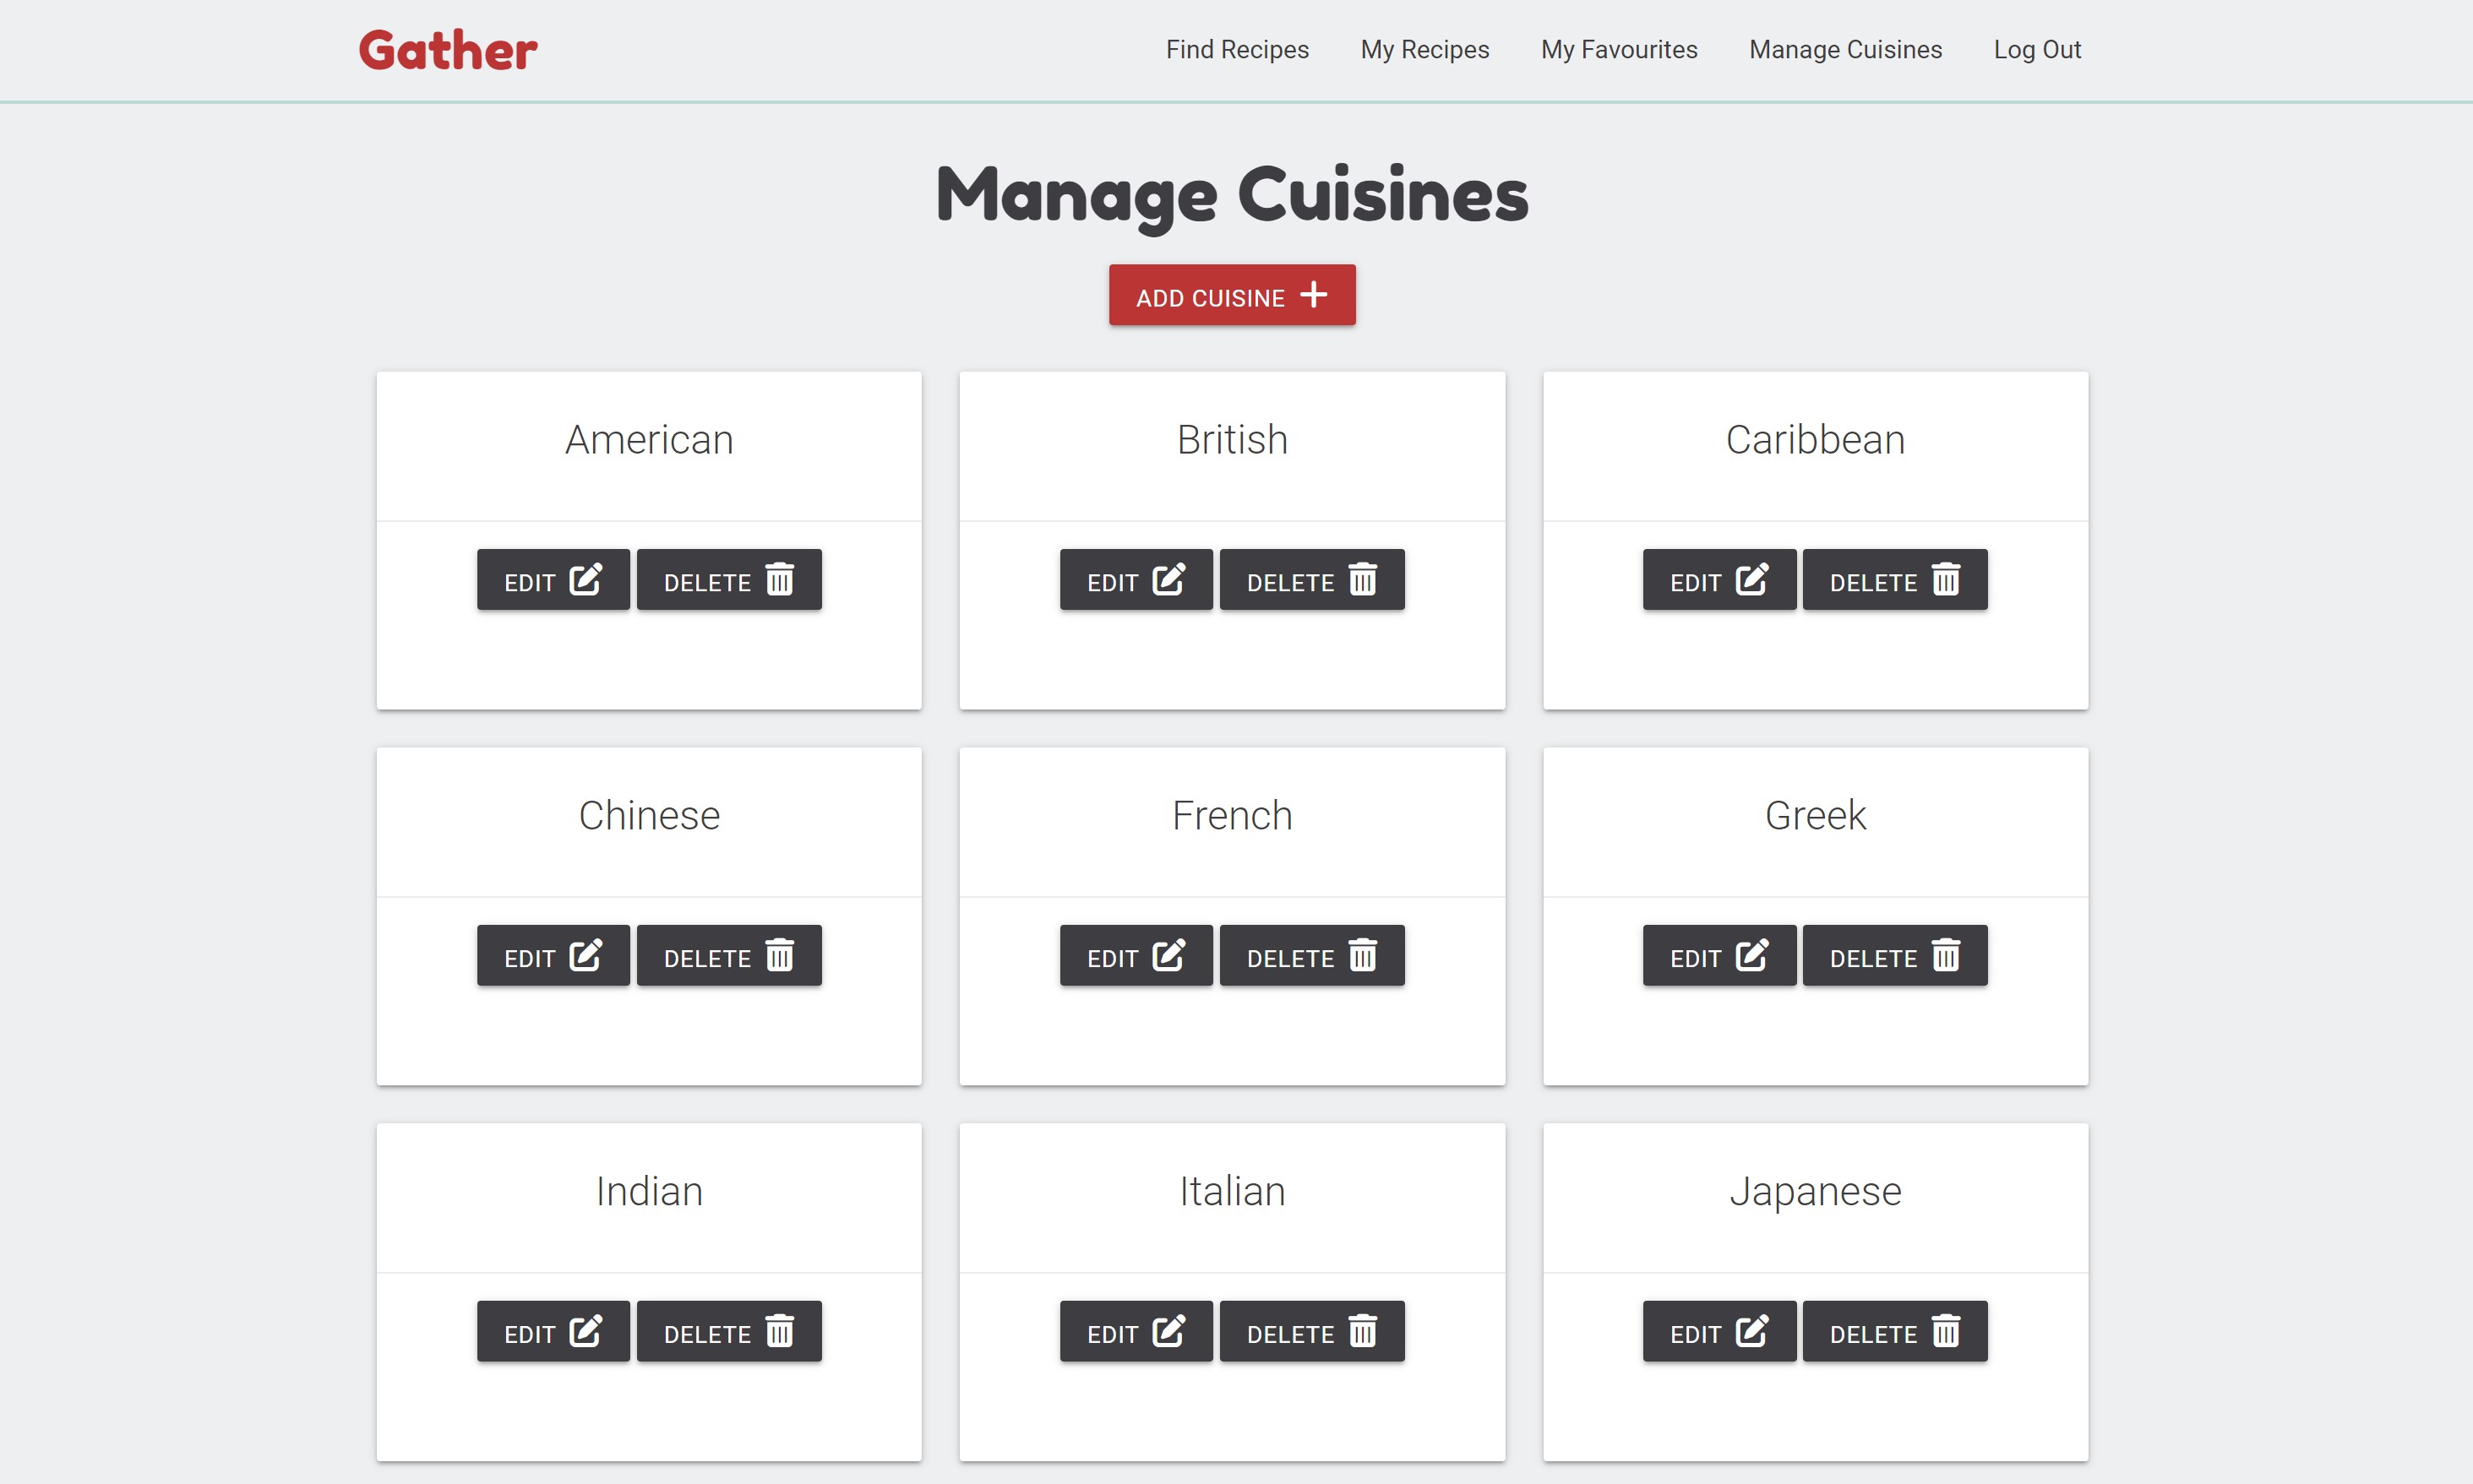 Gather
Find Recipes My Recipes My Favourites Manage Cuisines Log Out
Manage Cuisines
ADD CUISINE
American British Caribbean
EDIT DELETE EDIT DELETE EDIT DELETE
Chinese French Greek
EDIT DELETE EDIT DELETE EDIT DELETE
Indian Italian Japanese
EDIT DELETE EDIT DELETE EDIT DELETE